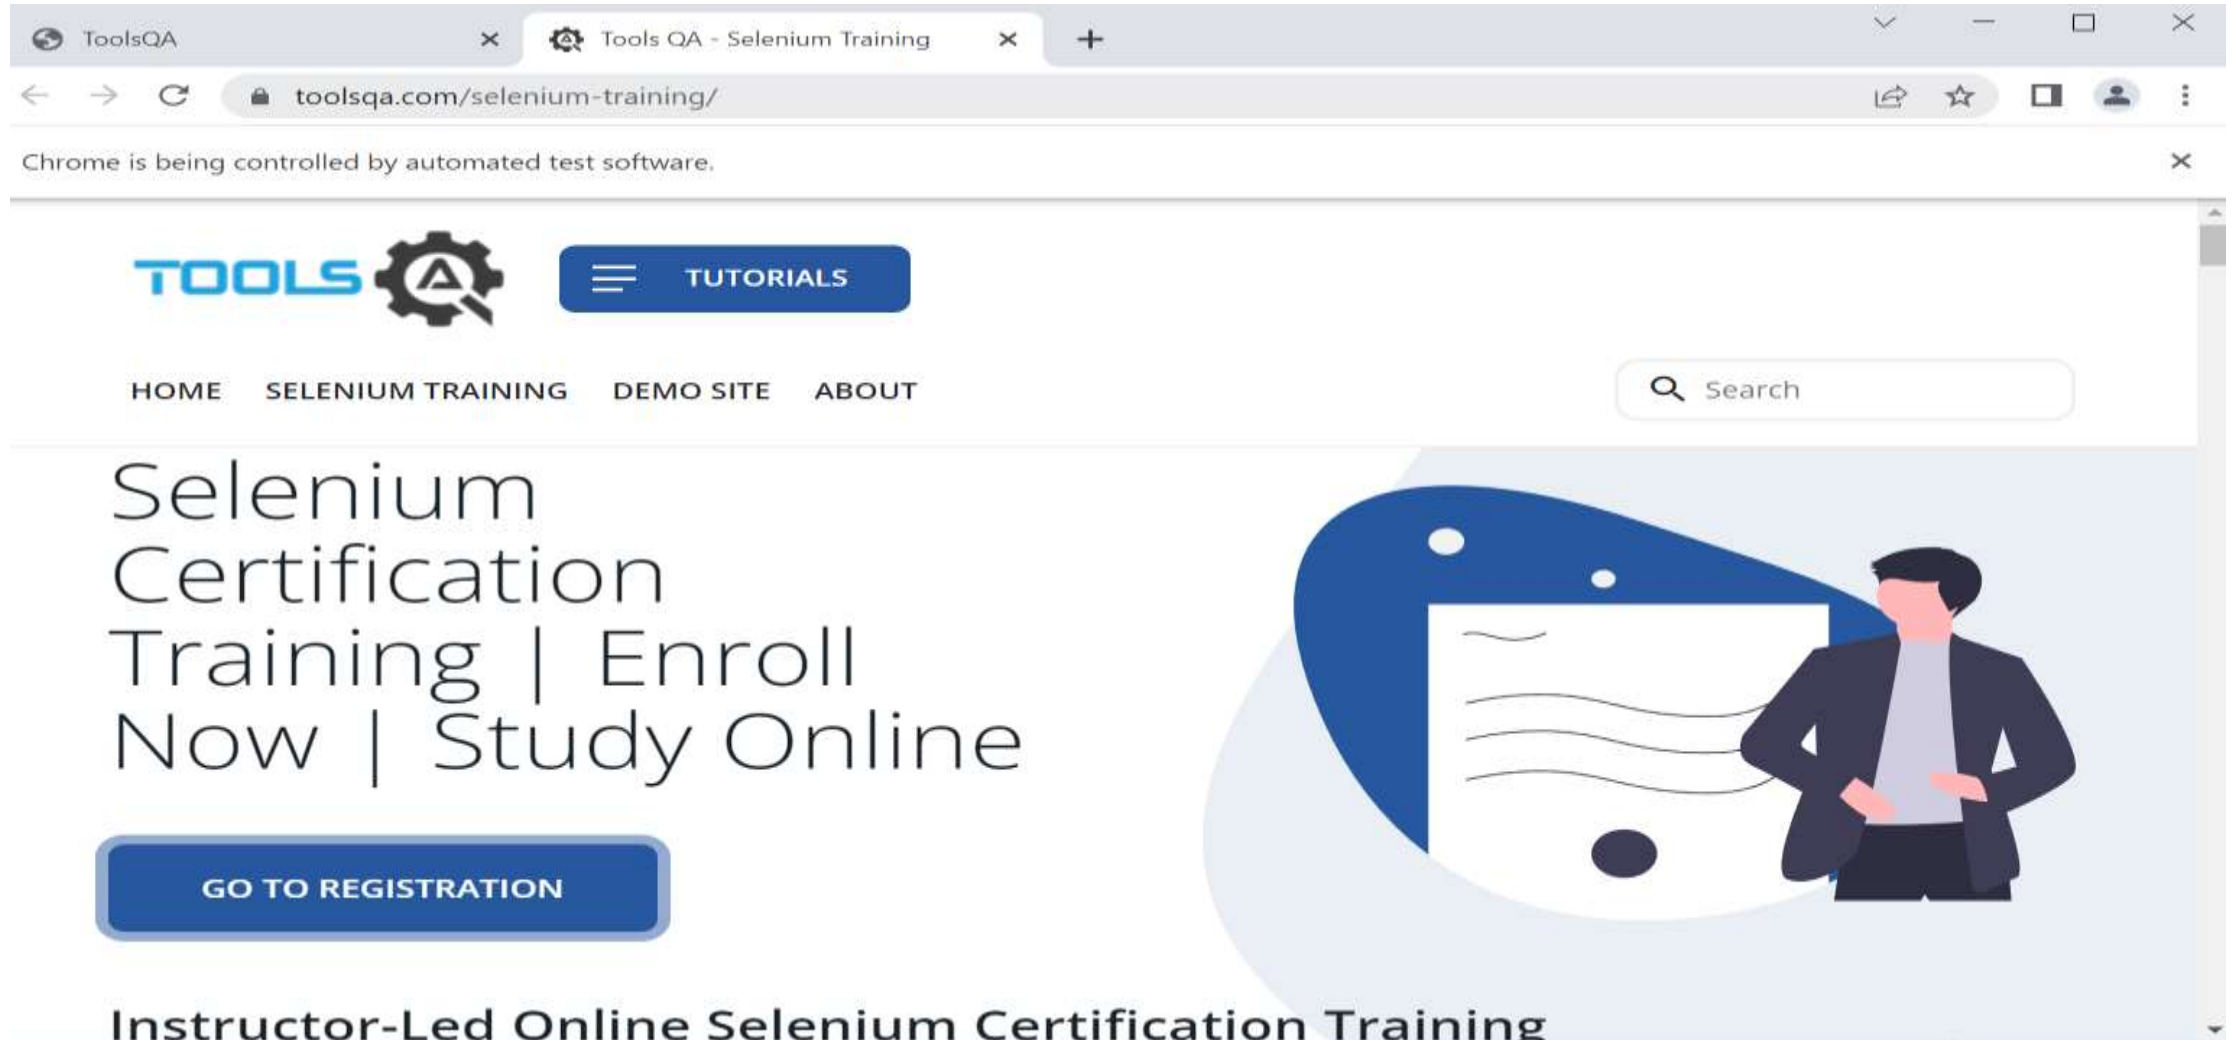 ToolsQA
Tools QA - Selenium Training
toolsqa.com/selenium-training/
Chrome is being controlled by automated test software.
TOOLS QA
TUTORIALS
HOME SELENIUM TRAINING DEMO SITE ABOUT
Search
Selenium
Certification
Training | Enroll
Now | Study Online
GO TO REGISTRATION
Instructor-Led Online Selenium Certification Training